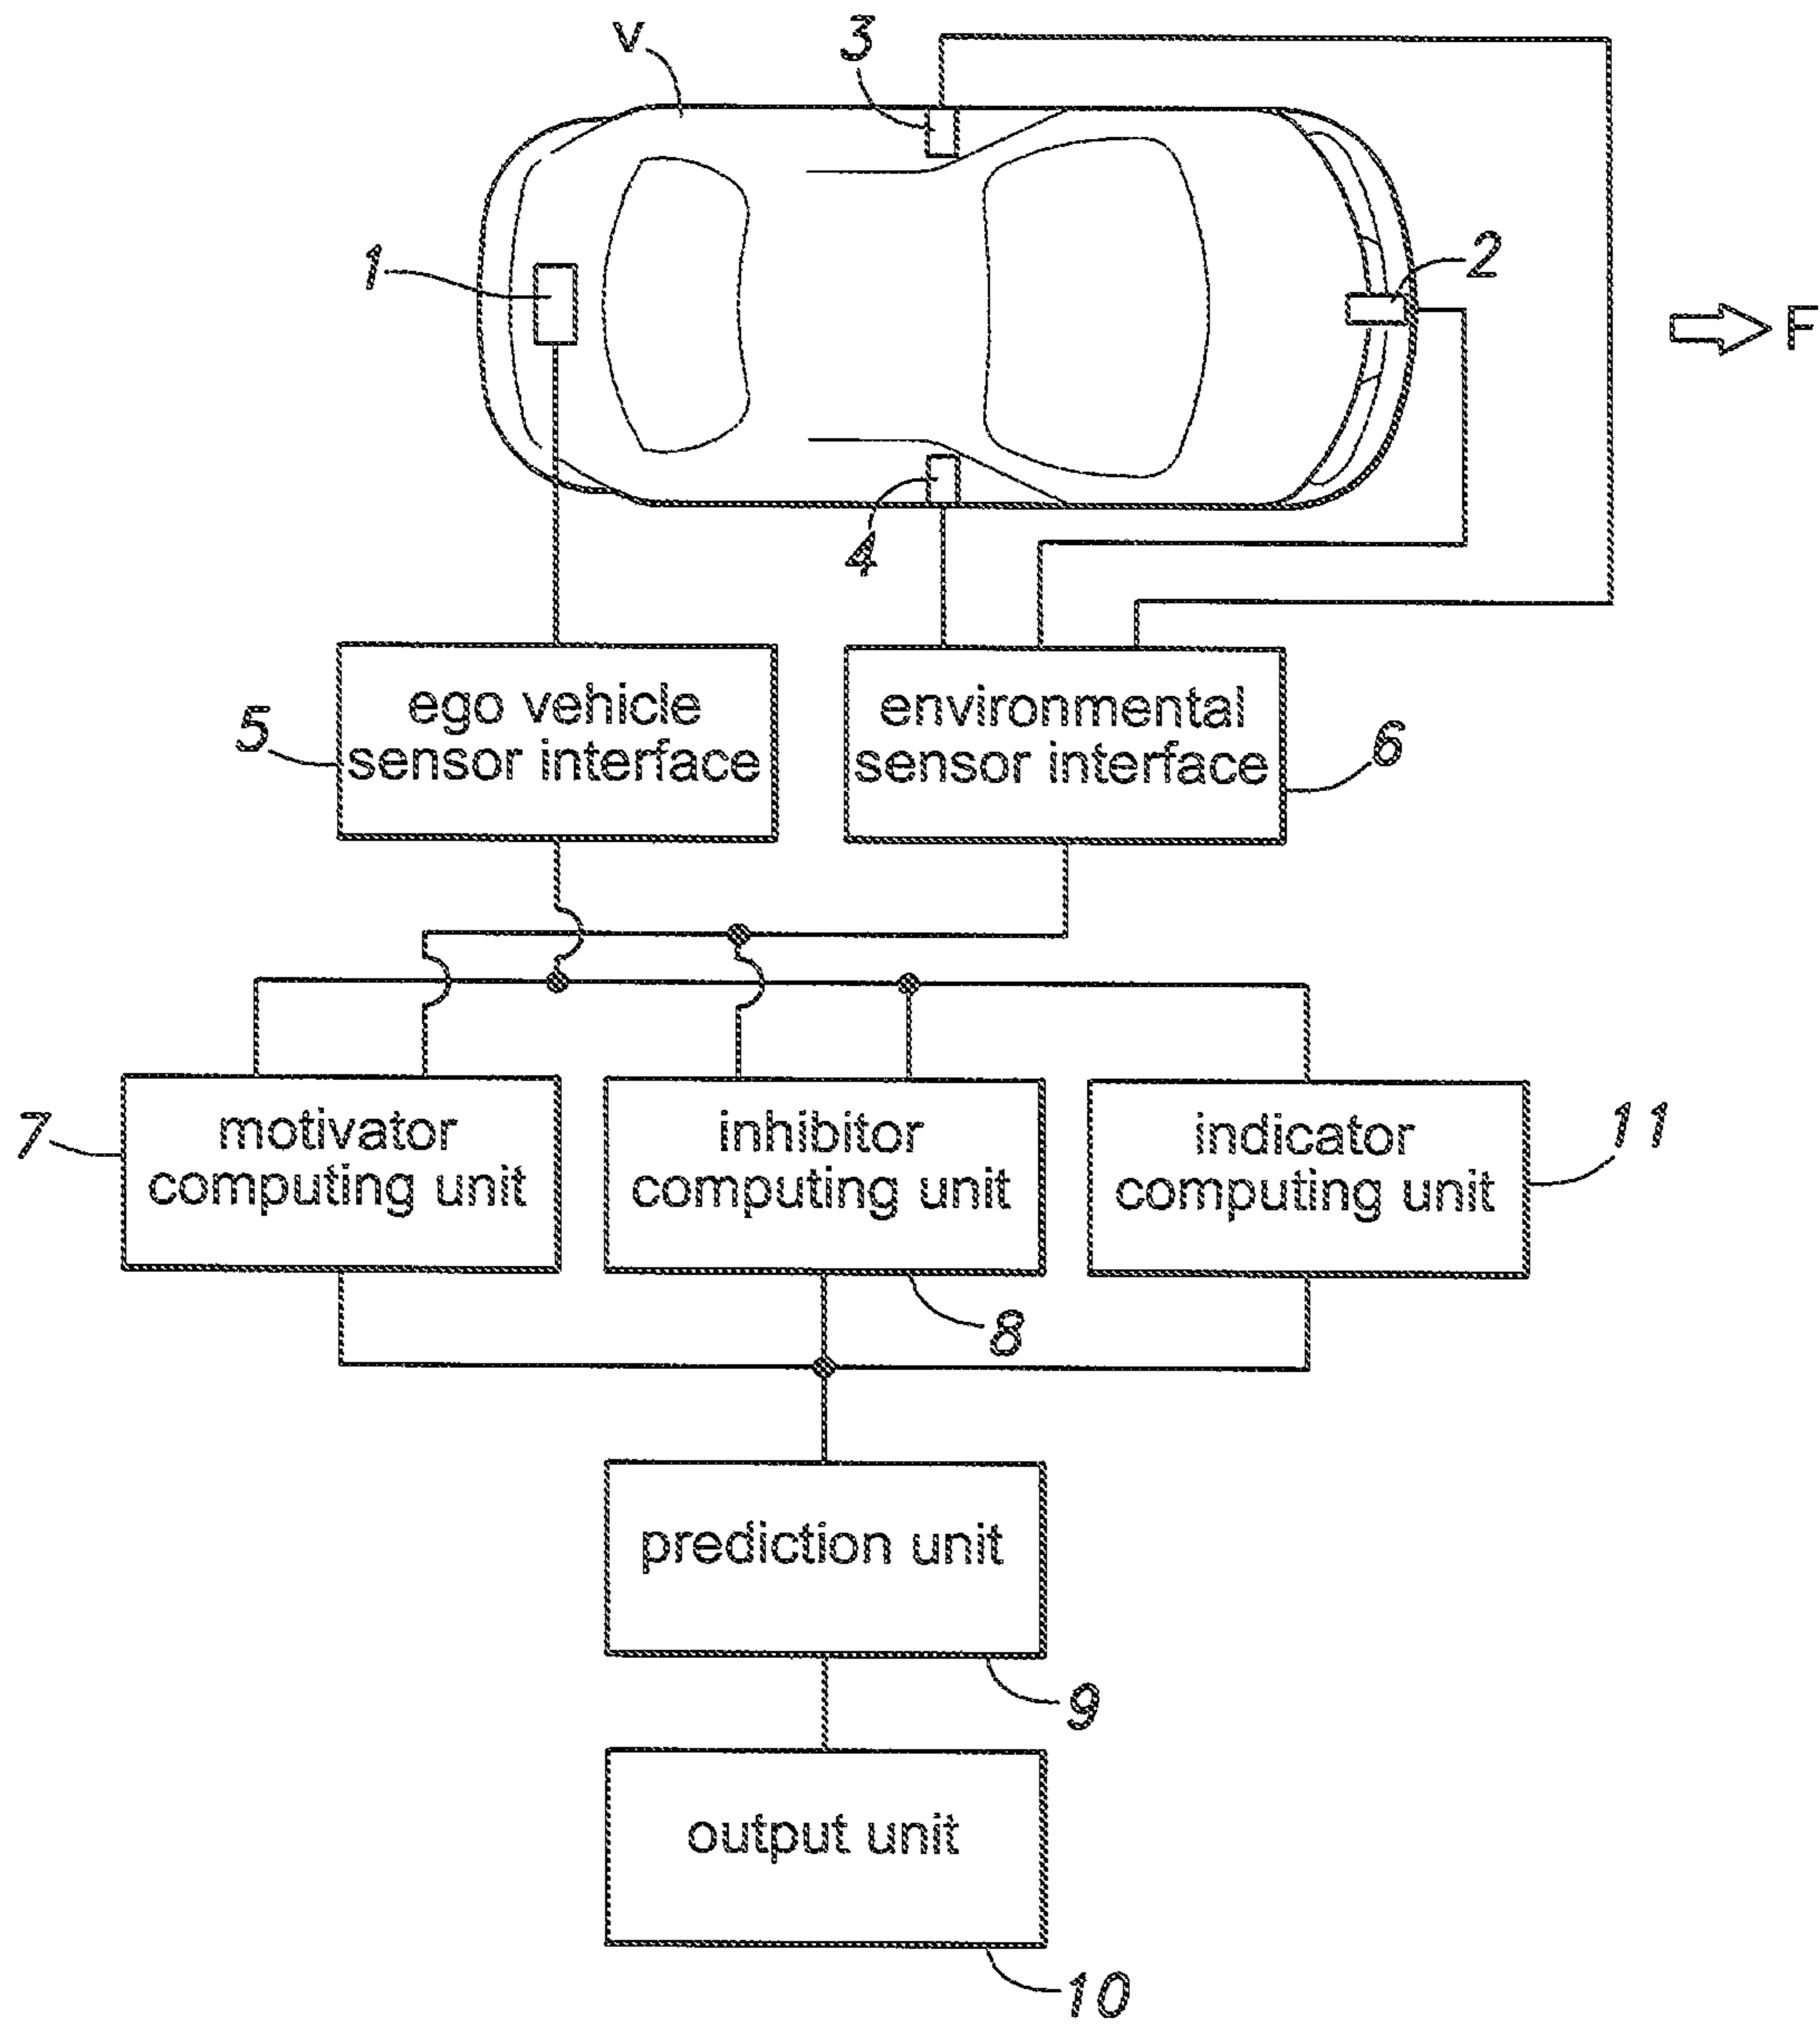 V
3
1
2
F
4
ego vehicle
sensor interface
5
environmental
sensor interface
6
motivator
computing unit
7
inhibitor
computing unit
8
indicator
computing unit
11
prediction unit
9
output unit
10